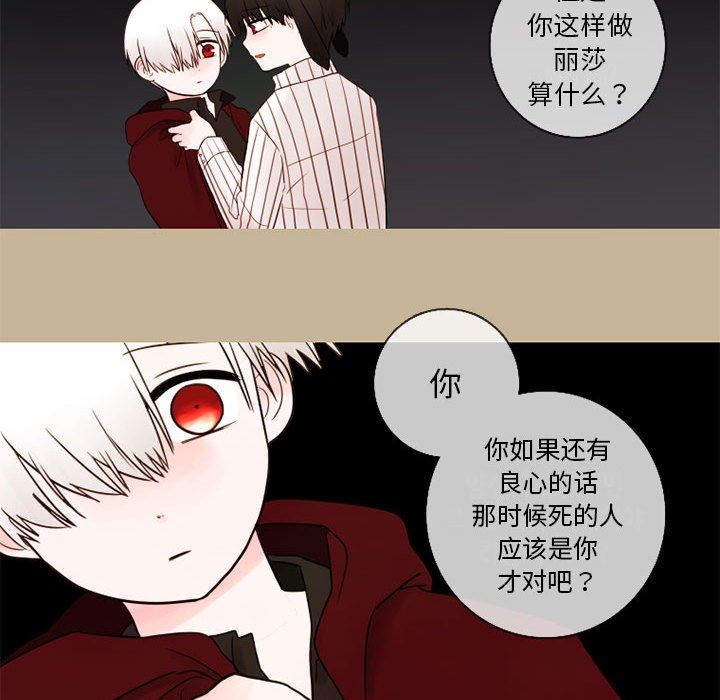 你这样做
丽莎
算什么？
你
你如果还有
良心的话
那时候死的人
应该是你
才对吧？